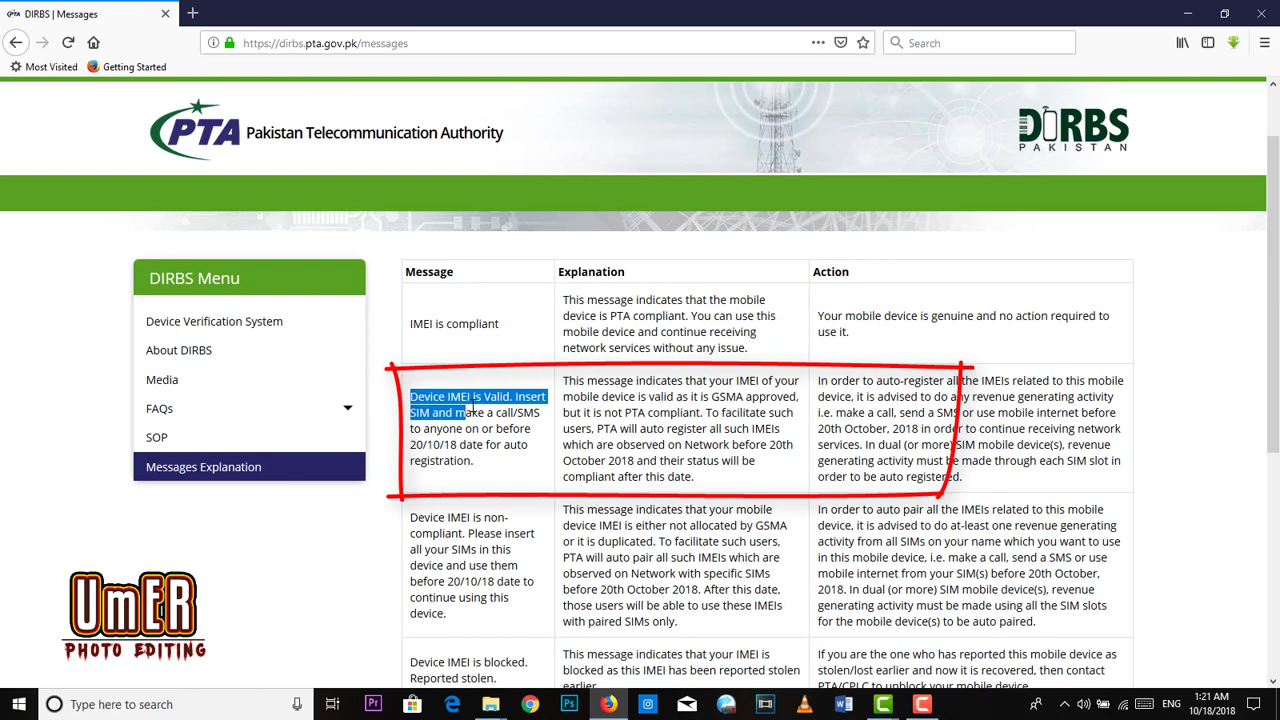 DIRBS | Messages
https://dirbs.pta.gov.pk/messages
Search
Most Visited
Getting Started
PTA Pakistan Telecommunication Authority
DIRBS
PAKISTAN
DIRBS Menu
Device Verification System
About DIRBS
Media
FAQs
SOP
Messages Explanation
Message
Explanation
Action
IMEI is compliant
This message indicates that the mobile
device is PTA compliant. You can use this
mobile device and continue receiving
network services without any issue.
Your mobile device is genuine and no action required to
use it.
Device IMEI is Valid. Insert
SIM and make a call/SMS
to anyone on or before
20/10/18 date for auto
registration.
This message indicates that your IMEI of your
mobile device is valid as it is GSMA approved,
but it is not PTA compliant. To facilitate such
users, PTA will auto register all such IMEIs
which are observed on Network before 20th
October 2018 and their status will be
compliant after this date.
In order to auto-register all the IMEIs related to this mobile
device, it is advised to do any revenue generating activity
i.e. make a call, send a SMS or use mobile internet before
20th October, 2018 in order to continue receiving network
services. In dual (or more) SIM mobile device(s), revenue
generating activity must be made through each SIM slot in
order to be auto registered.
Device IMEI is non-
compliant. Please insert
all your SIMs in this
device and use them
before 20/10/18 date to
continue using this
device.
This message indicates that your mobile
device IMEI is either not allocated by GSMA
or it is duplicated. To facilitate such users,
PTA will auto pair all such IMEIs which are
observed on Network with specific SIMs
before 20th October 2018. After this date,
those users will be able to use these IMEIs
with paired SIMs only.
In order to auto pair all the IMEIs related to this mobile
device, it is advised to do at-least one revenue generating
activity from all SIMs on your name which you want to use
in this mobile device, i.e. make a call, send a SMS or use
mobile internet from your SIM(s) before 20th October,
2018. In dual (or more) SIM mobile device(s), revenue
generating activity must be made using all the SIM slots
for the mobile device(s) to be auto paired.
Device IMEI is blocked.
Reported stolen.
This message indicates that your IMEI is
blocked as this IMEI has been reported stolen
earlier.
If you are the one who has reported this mobile device as
stolen/lost earlier and now it is recovered, then contact
PTA/CPLC to unblock your mobile device.
UmER
PHOTO EDITING
Type here to search
Pr
Ps
ENG
1:21 AM
10/18/2018